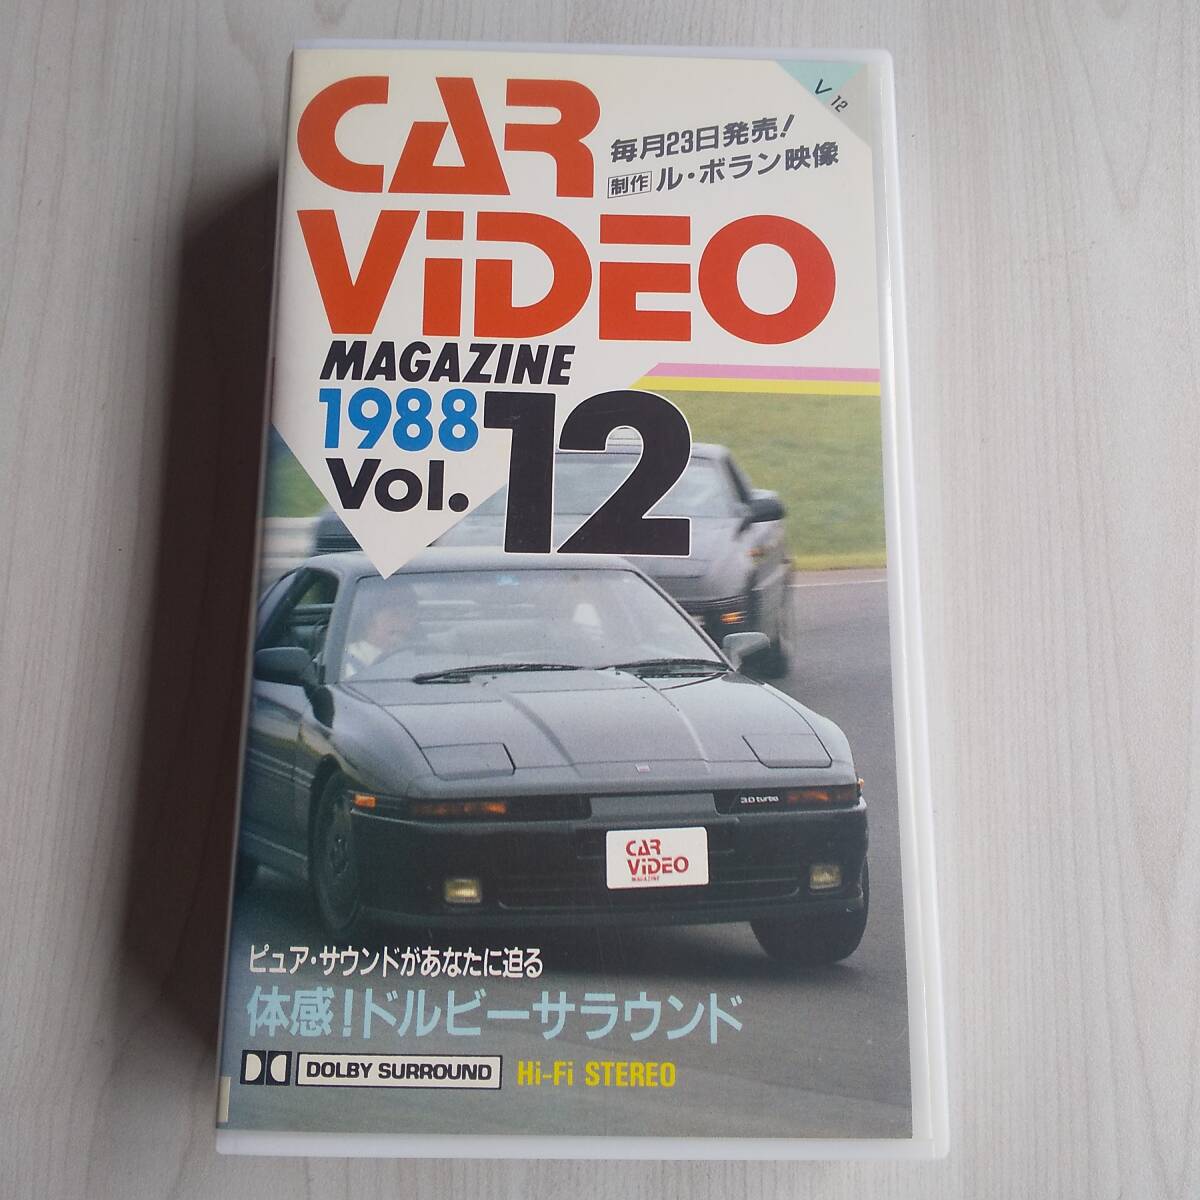 CAR
ViDEO
MAGAZINE
1988
Vol. 12
毎月23日発売!
制作 ル・ボラン映像
V
12
3.0 turbo
CAR
ViDEO
MAGAZINE
ピュア・サウンドがあなたに迫る
体感!ドルビーサラウンド
DOLBY SURROUND
Hi-Fi STEREO